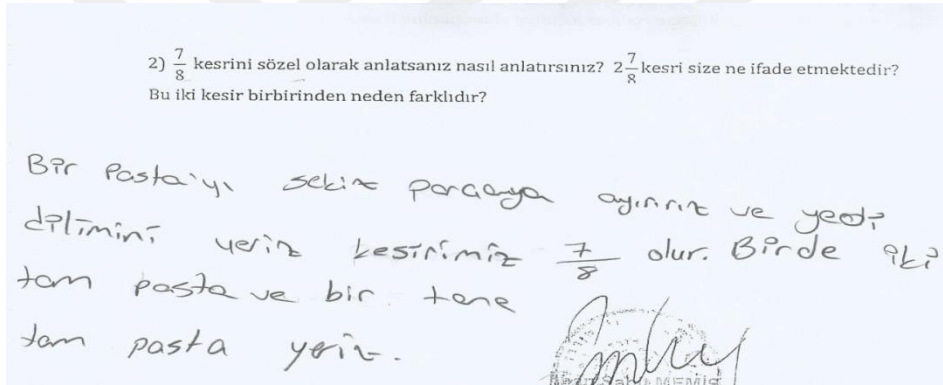 2) 7/8 kesrini sözel olarak anlatsanız nasıl anlatırsınız? 2 7/8 kesri size ne ifade etmektedir?
Bu iki kesir birbirinden neden farklıdır?
Bir Pasta'yı sekiz parçaya ayırırız ve yedi
dilimini yeriz kesirimiz 7/8 olur. Birde iki
tam pasta ve bir tane
tam pasta yeriz.
MEMİŞ